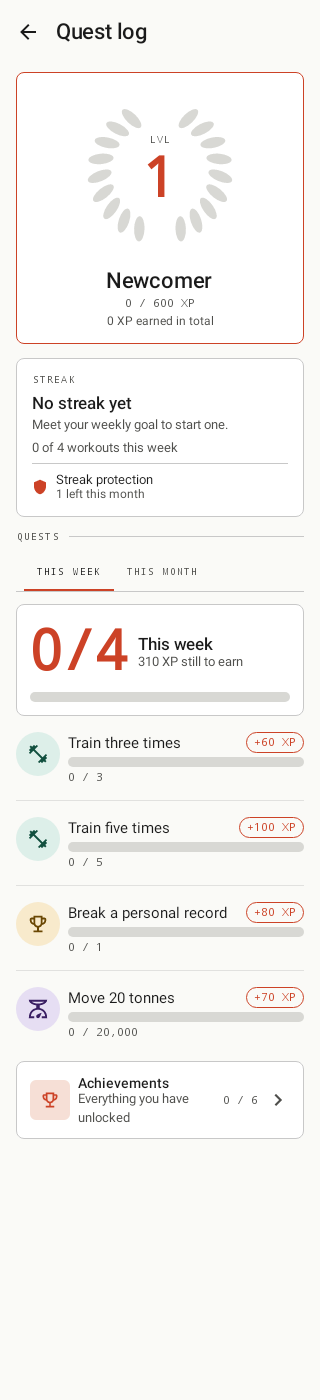 Quest log
LVL
1
Newcomer
0 / 600 XP
0 XP earned in total
STREAK
No streak yet
Meet your weekly goal to start one.
0 of 4 workouts this week
Streak protection
1 left this month
QUESTS
THIS WEEK
THIS MONTH
0/4
This week
310 XP still to earn
Train three times
+60 XP
0 / 3
Train five times
+100 XP
0 / 5
Break a personal record
+80 XP
0 / 1
Move 20 tonnes
+70 XP
0 / 20,000
Achievements
Everything you have
unlocked
0 / 6